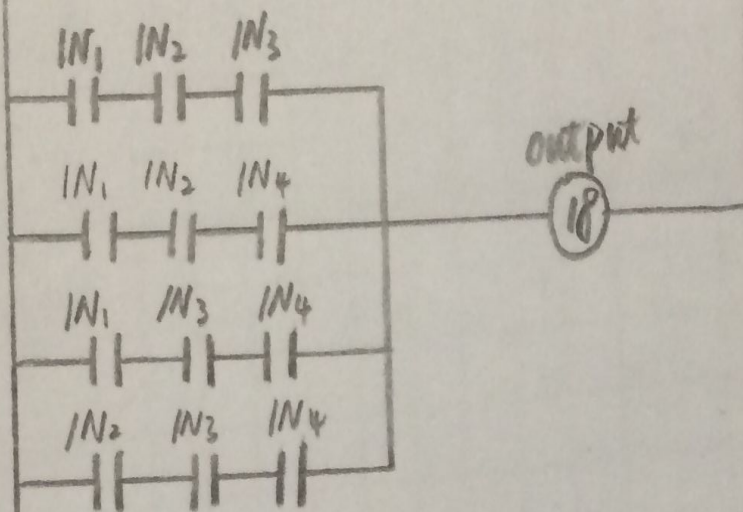 IN₁ IN₂ IN₃
output
IN₁ IN₂ IN₄
18
IN₁ IN₃ IN₄
IN₂ IN₃ IN₄